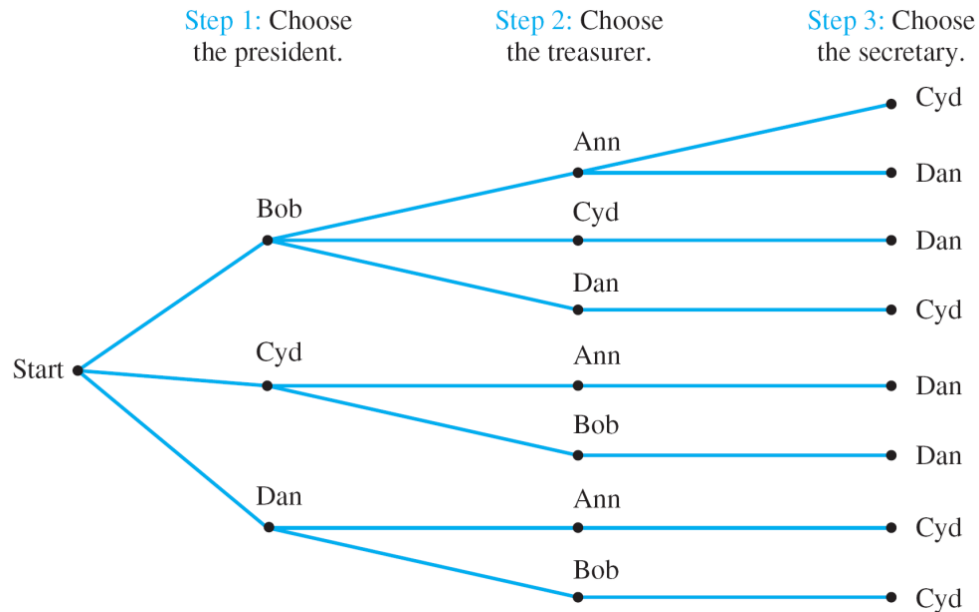 Step 1: Choose
the president.
Step 2: Choose
the treasurer.
Step 3: Choose
the secretary.
Cyd
Ann
Dan
Bob
Cyd
Dan
Dan
Cyd
Cyd
Ann
Start
Dan
Bob
Dan
Dan
Ann
Cyd
Bob
Cyd